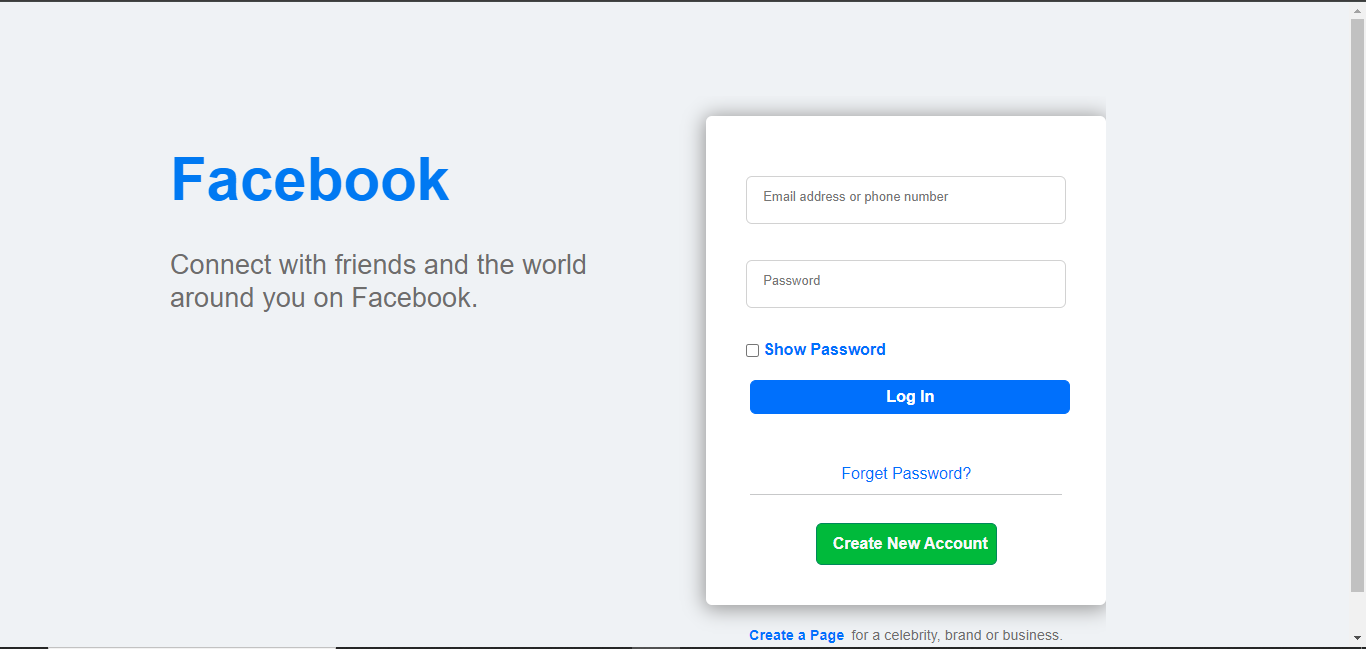 Facebook
Connect with friends and the world
around you on Facebook.
Email address or phone number
Password
Show Password
Log In
Forget Password?
Create New Account
Create a Page for a celebrity, brand or business.